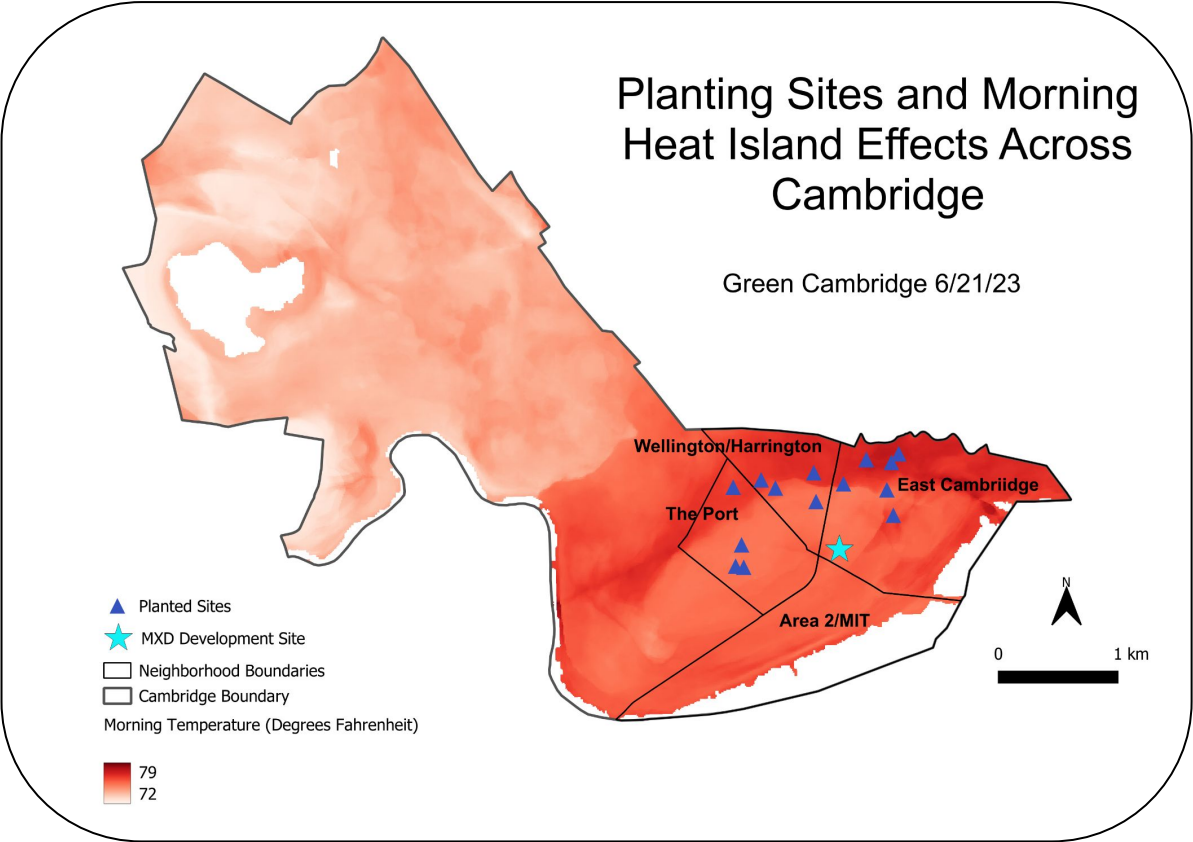 Planting Sites and Morning
Heat Island Effects Across
Cambridge
Green Cambridge 6/21/23
Wellington/Harrington
East Cambriidge
The Port
Area 2/MIT
N
0 1 km
Planted Sites
MXD Development Site
Neighborhood Boundaries
Cambridge Boundary
Morning Temperature (Degrees Fahrenheit)
79
72